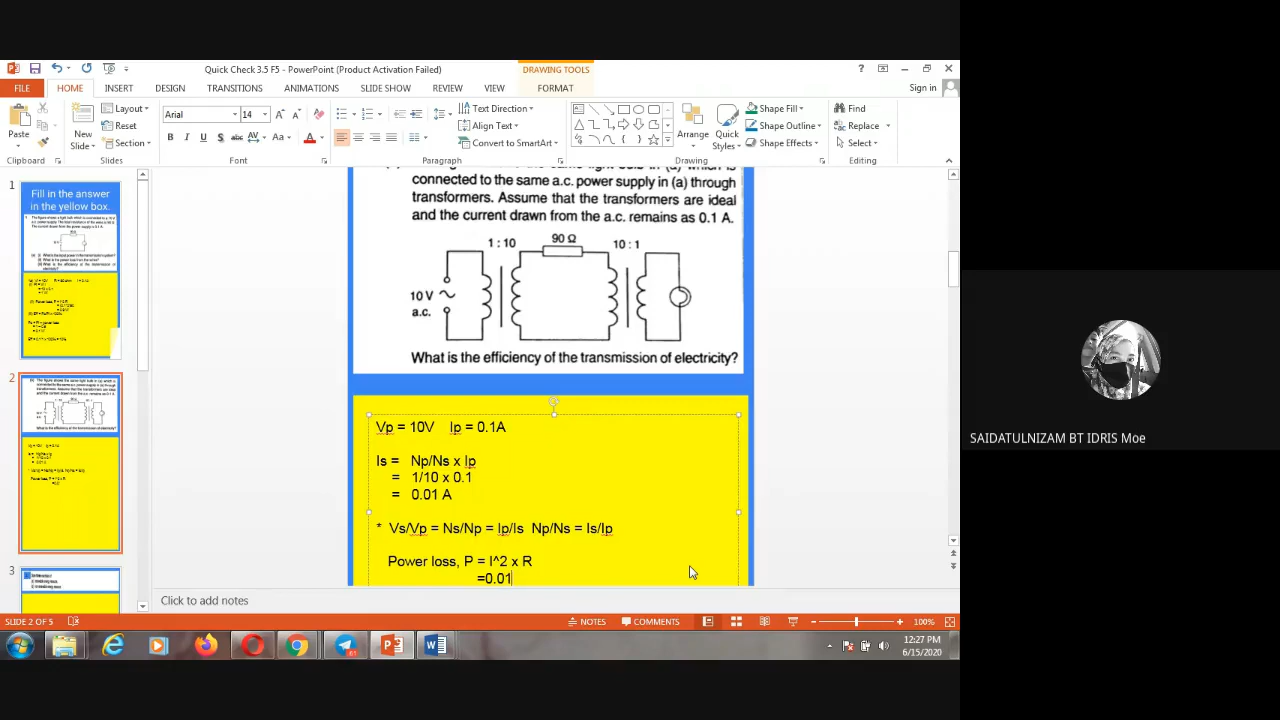 Quick Check 3.5 F5 - PowerPoint (Product Activation Failed)
DRAWING TOOLS
?
FILE HOME INSERT DESIGN TRANSITIONS ANIMATIONS SLIDE SHOW REVIEW VIEW FORMAT
Sign in
Paste
Clipboard
New
Slide
Layout
Reset
Section
Slides
Arial 14
B I U S abc AV Aa A
Font
Text Direction
Align Text
Convert to SmartArt
Paragraph
Arrange
Quick
Styles
Shape Fill
Shape Outline
Shape Effects
Drawing
Find
Replace
Select
Editing
1
Fill in the answer
in the yellow box.
2
3
connected to the same a.c. power supply in (a) through
transformers. Assume that the transformers are ideal
and the current drawn from the a.c. remains as 0.1 A.
1 : 10 90 Ω 10 : 1
10 V
a.c.
What is the efficiency of the transmission of electricity?
Vp = 10V Ip = 0.1A
Is = Np/Ns x Ip
= 1/10 x 0.1
= 0.01 A
* Vs/Vp = Ns/Np = Ip/Is Np/Ns = Is/Ip
Power loss, P = I^2 x R
=0.01
Click to add notes
SLIDE 2 OF 5
NOTES
COMMENTS
100%
12:27 PM
6/15/2020
SAIDATULNIZAM BT IDRIS Moe